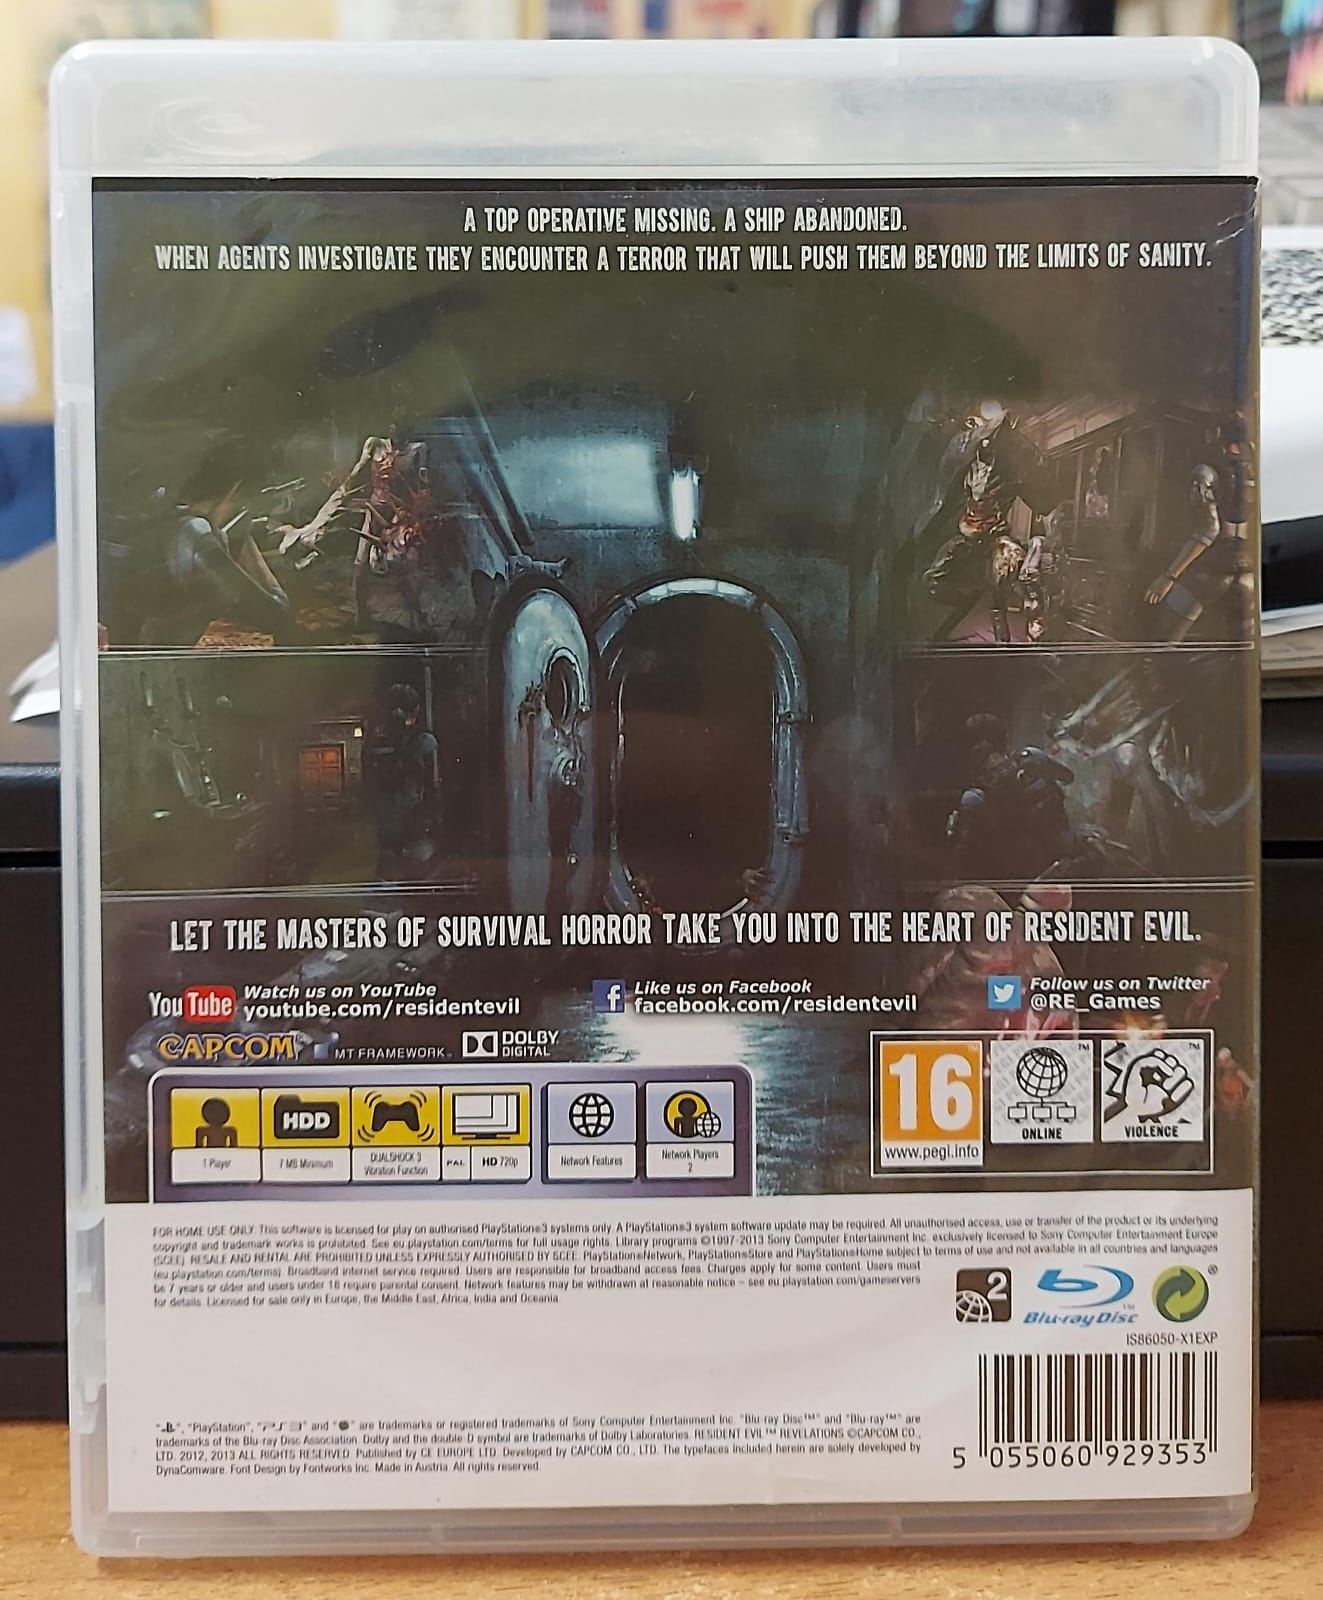 A TOP OPERATIVE MISSING. A SHIP ABANDONED.
WHEN AGENTS INVESTIGATE THEY ENCOUNTER A TERROR THAT WILL PUSH THEM BEYOND THE LIMITS OF SANITY.
LET THE MASTERS OF SURVIVAL HORROR TAKE YOU INTO THE HEART OF RESIDENT EVIL.
YouTube Watch us on YouTube
youtube.com/residentevil
f Like us on Facebook
facebook.com/residentevil
Follow us on Twitter
@RE_Games
CAPCOM MT FRAMEWORK™ DOLBY DIGITAL
HDD
1 Player
7 MB Minimum
DUALSHOCK 3
Vibration Function
PAL HD 720p
Network Features
Network Players
2
16
www.pegi.info
ONLINE
VIOLENCE
FOR HOME USE ONLY. This software is licensed for play on authorised PlayStation®3 systems only. A PlayStation®3 system software update may be required. All unauthorised access, use or transfer of the product or its underlying
copyright and trademark works is prohibited. See eu.playstation.com/terms for full usage rights. Library programs ©1997-2013 Sony Computer Entertainment Inc. exclusively licensed to Sony Computer Entertainment Europe
(SCEE). RESALE AND RENTAL ARE PROHIBITED UNLESS EXPRESSLY AUTHORISED BY SCEE. PlayStation®Network, PlayStation®Store and PlayStation®Home subject to terms of use and not available in all countries and languages
(eu.playstation.com/terms). Broadband internet service required. Users are responsible for broadband access fees. Charges apply for some content. Users must
be 7 years or older and users under 18 require parental consent. Network features may be withdrawn at reasonable notice – see eu.playstation.com/gameservers
for details. Licensed for sale only in Europe, the Middle East, Africa, India and Oceania.
2
Blu-ray Disc™
®
IS86050-X1EXP
"", "PlayStation", "PS3" and "" are trademarks or registered trademarks of Sony Computer Entertainment Inc. "Blu-ray Disc™" and "Blu-ray™" are
trademarks of the Blu-ray Disc Association. Dolby and the double-D symbol are trademarks of Dolby Laboratories. RESIDENT EVIL™ REVELATIONS ©CAPCOM CO.,
LTD. 2012, 2013 ALL RIGHTS RESERVED. Published by CE EUROPE LTD. Developed by CAPCOM CO., LTD. The typefaces included herein are solely developed by
DynaComware. Font Design by Fontworks Inc. Made in Austria. All rights reserved.
5 055060 929353